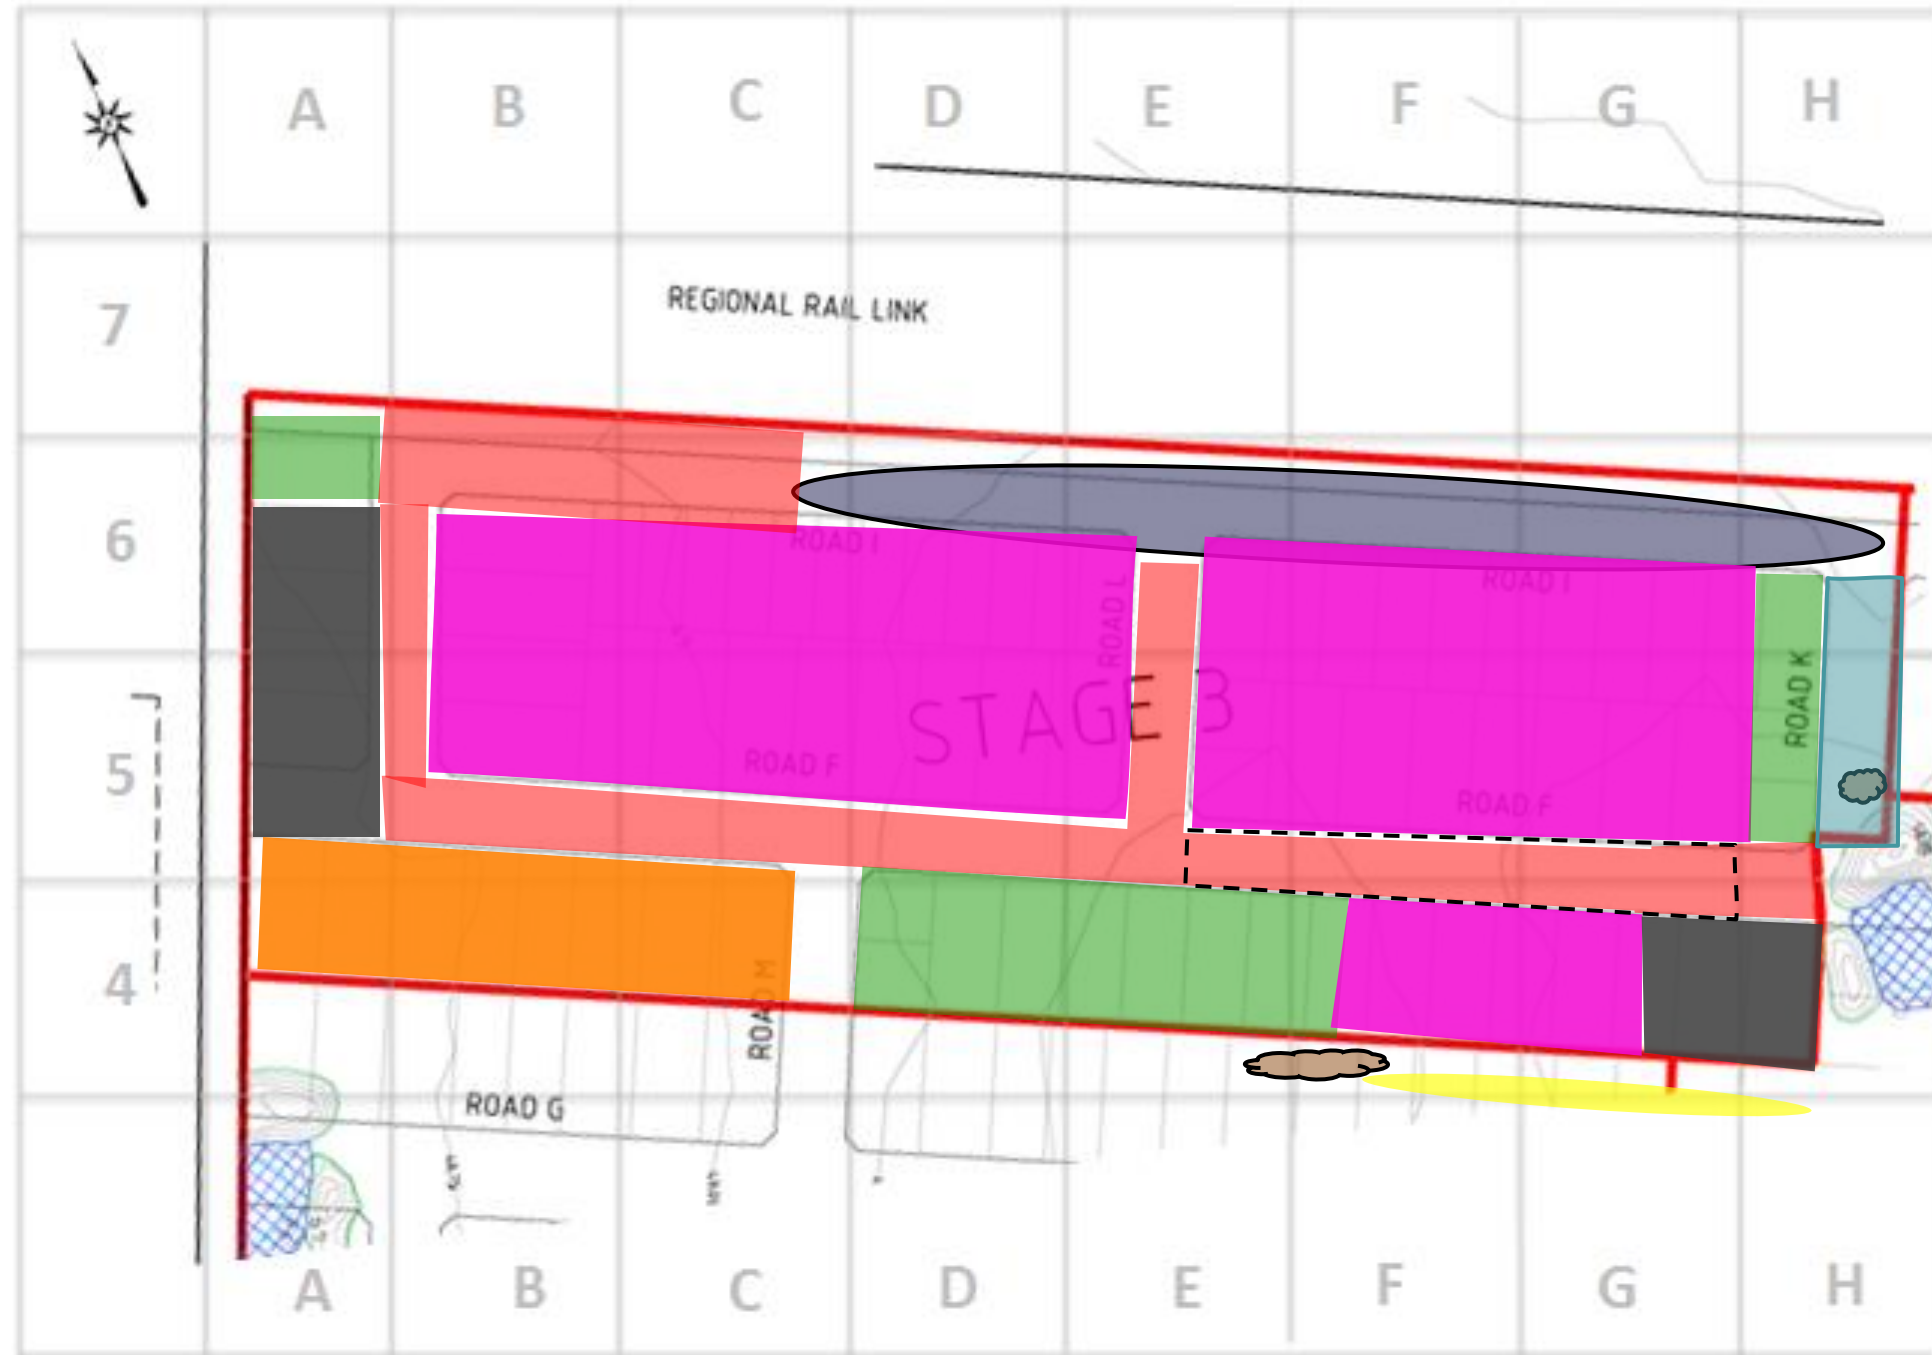 A B C D E F G H
7
REGIONAL RAIL LINK
6
ROAD I
ROAD I
ROAD L
ROAD K
STAGE 3
5
ROAD F
ROAD F
4
ROAD M
ROAD G
A B C D E F G H